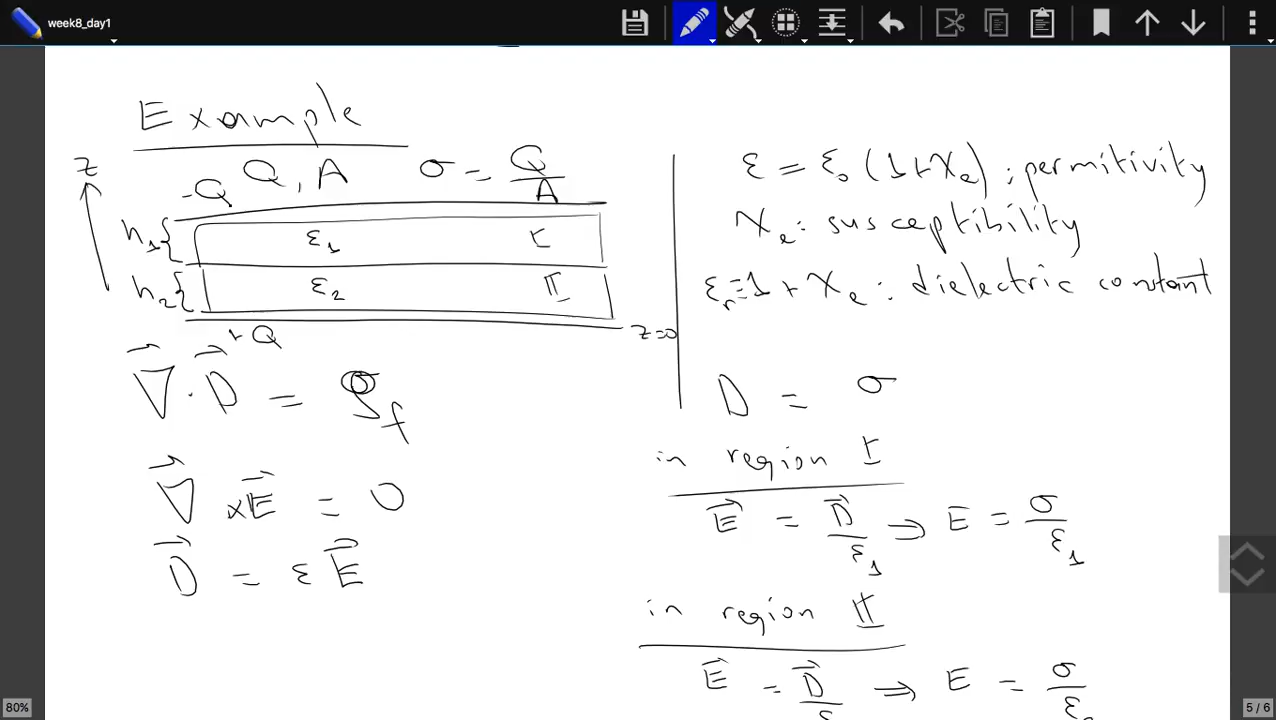 week8_day1
Example
Q, A σ = Q/A
z
-Q
h₁ ε₁ I
h₂ ε₂ II
+Q
z=0
∇⃗ · D⃗ = ρ_f
∇⃗ × E⃗ = 0
D⃗ = ε E⃗
ε = ε₀ (1+χₑ) : permitivity
χₑ : susceptibility
εᵣ = 1 + χₑ : dielectric constant
D = σ
in region I
E⃗ = D⃗/ε₁ ⇒ E = σ/ε₁
in region II
E⃗ = D⃗/ε ⇒ E = σ/ε₂
80%
5 / 6